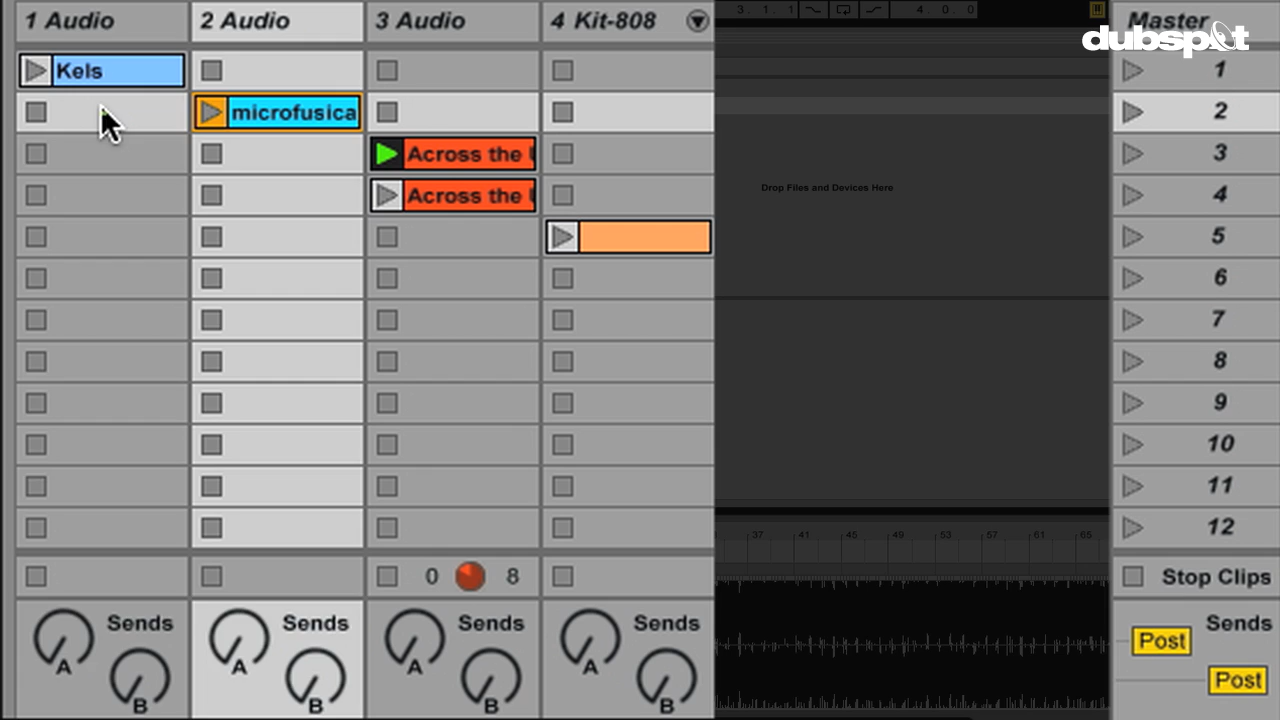 1 Audio 2 Audio 3 Audio 4 Kit-808 3. 1. 1 4. 0. 0 Master
dubspot
Kels 1
microfusica 2
Across the 3
Drop Files and Devices Here
Across the 4
5
6
7
8
9
10
11
12
37 41 45 49 53 57 61 65
0 8 Stop Clips
Sends Sends Sends Sends Sends
A A A A Post
B B B B Post